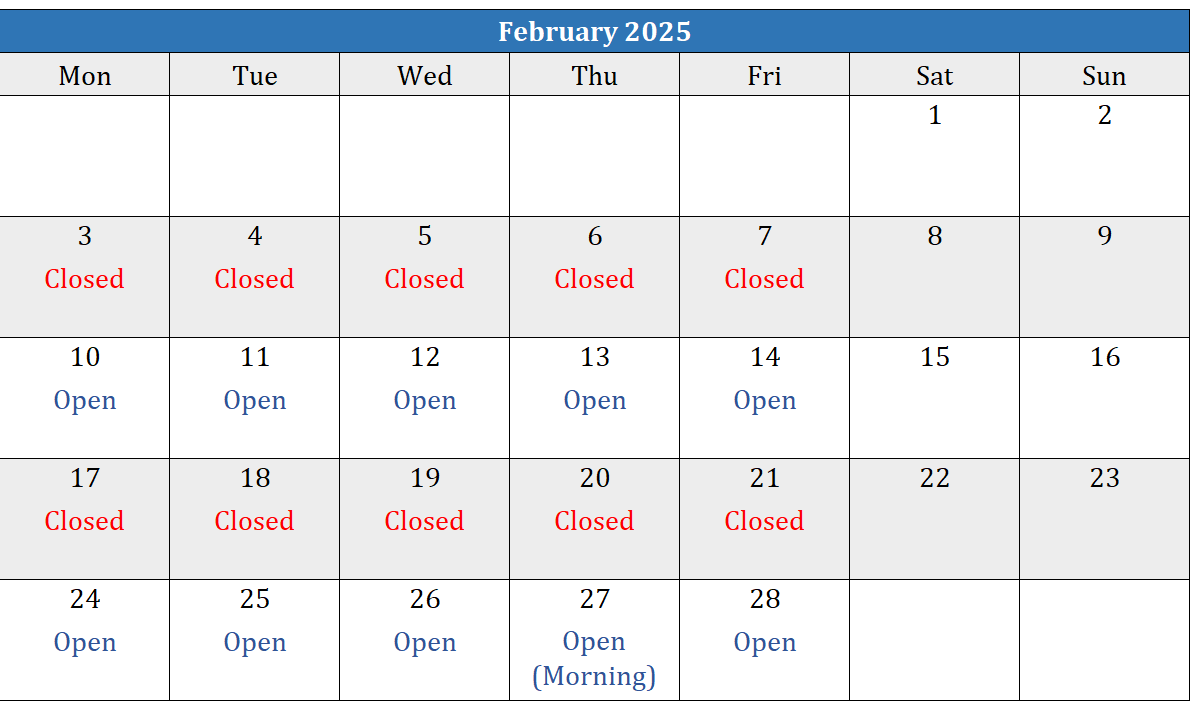 February 2025
Mon Tue Wed Thu Fri Sat Sun
1 2
3 4 5 6 7 8 9
Closed Closed Closed Closed Closed
10 11 12 13 14 15 16
Open Open Open Open Open
17 18 19 20 21 22 23
Closed Closed Closed Closed Closed
24 25 26 27 28
Open Open Open Open Open
(Morning)